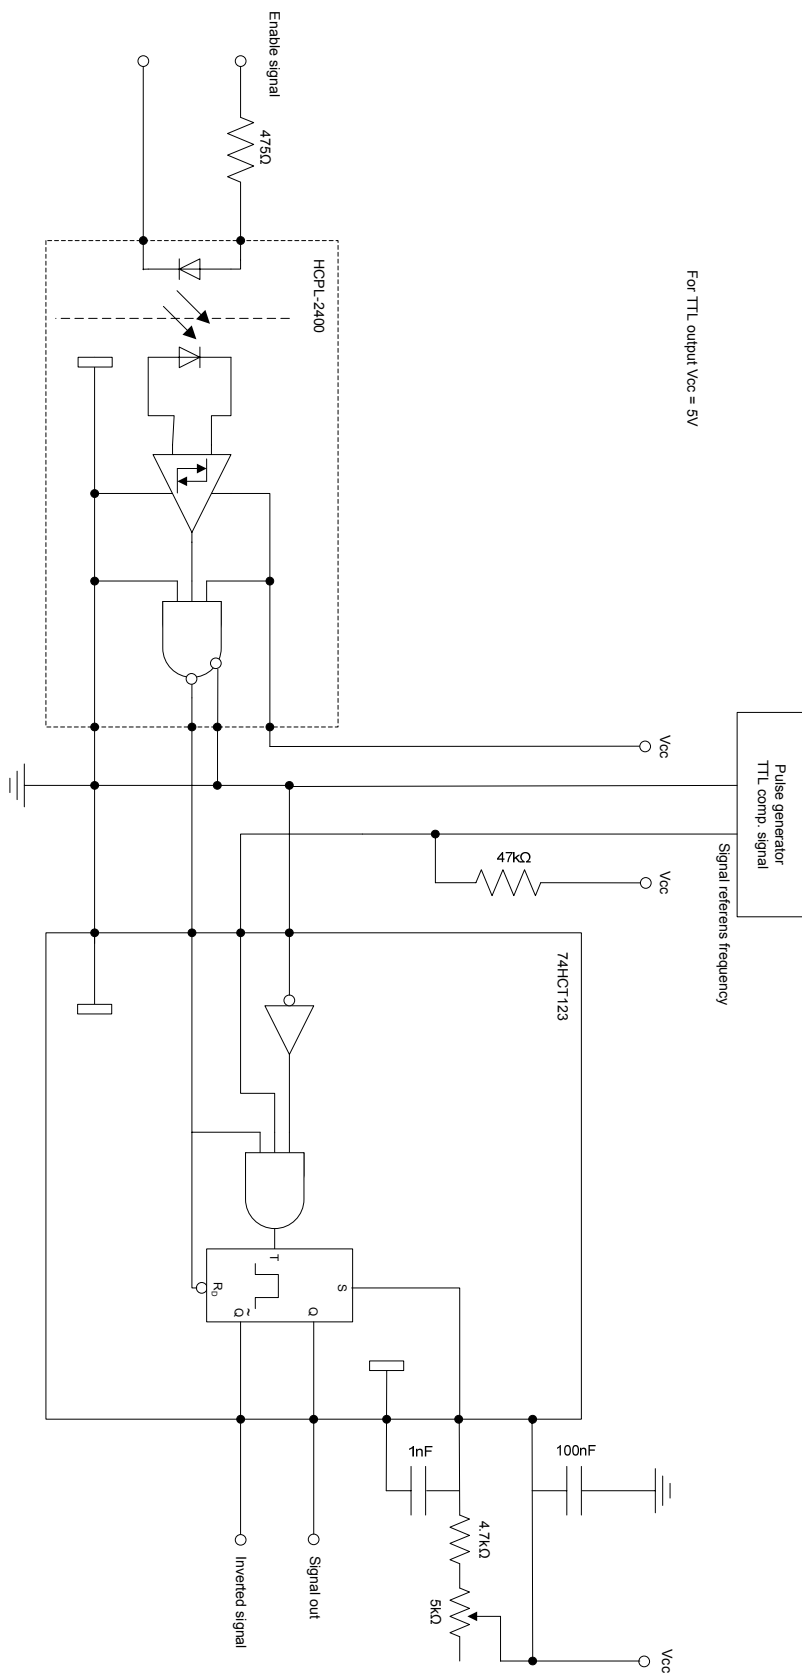 For TTL output Vcc = 5V
Pulse generator
TTL comp. signal
Signal referens frequency
Vcc
Vcc
47kΩ
Enable signal
475Ω
HCPL-2400
74HCT123
T
S
R_D
Q̃
Q
1nF
100nF
4.7kΩ
5kΩ
Vcc
Signal out
Inverted signal